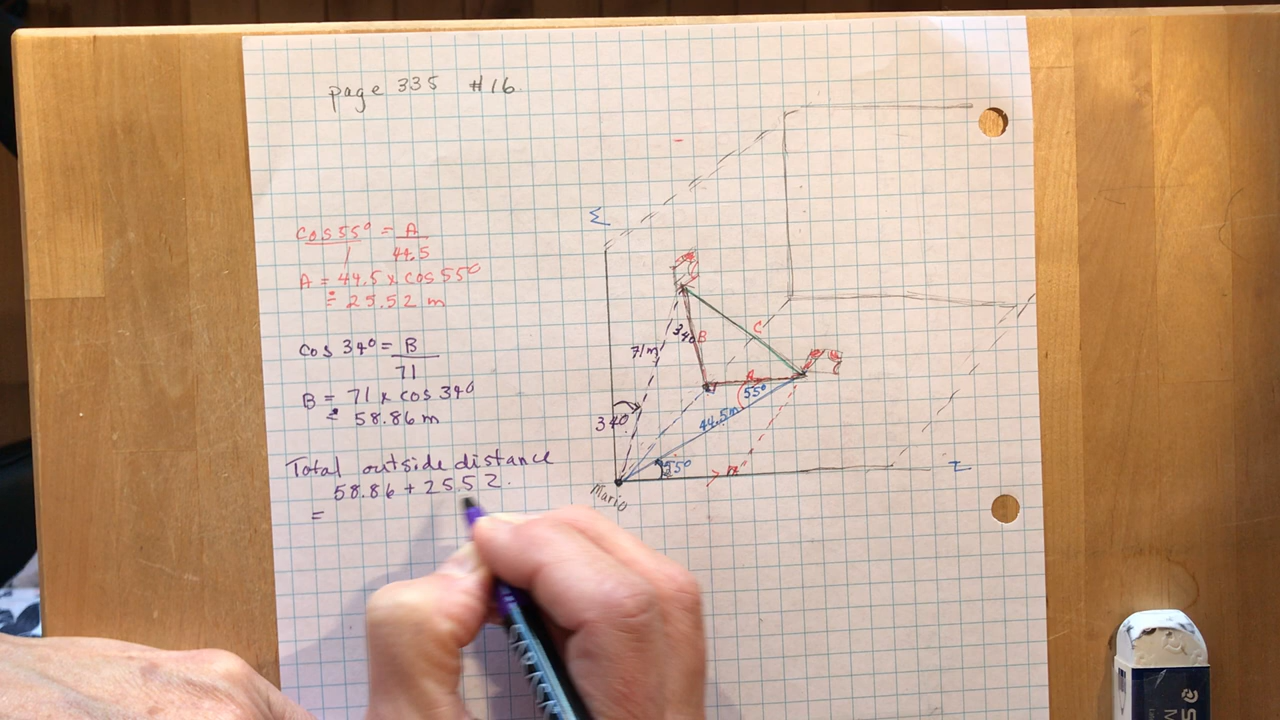 page 335 #16.
cos 55° = A
1 44.5
A = 44.5 x cos 55°
≐ 25.52 m
cos 34° = B
71
B = 71 x cos 34°
≐ 58.86 m
Total outside distance
58.86 + 25.52.
=
34° B
C
71m
A
55°
44.5m
34°
55°
Mario